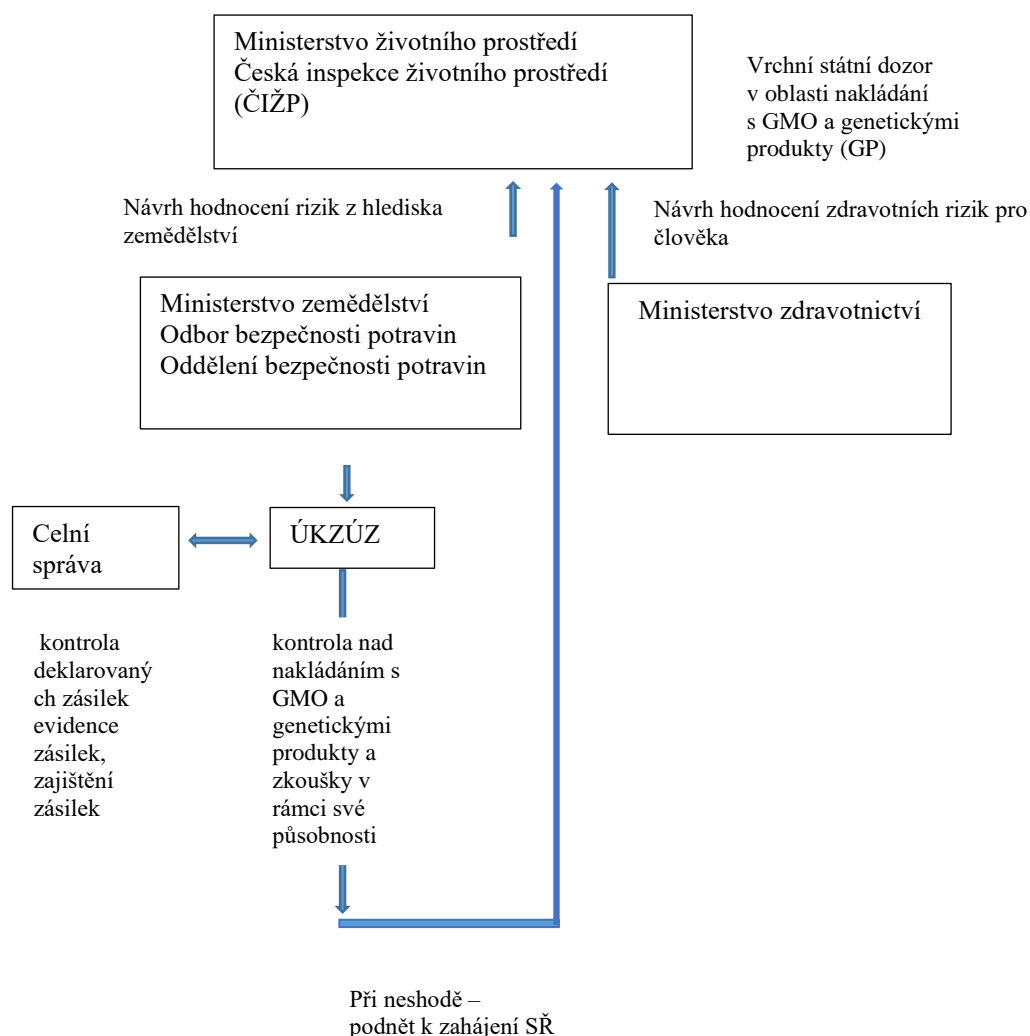 Ministerstvo životního prostředí
Česká inspekce životního prostředí
(ČIŽP)
Vrchní státní dozor
v oblasti nakládání
s GMO a genetickými
produkty (GP)
Návrh hodnocení rizik z hlediska
zemědělství
Návrh hodnocení zdravotních rizik pro
člověka
Ministerstvo zemědělství
Odbor bezpečnosti potravin
Oddělení bezpečnosti potravin
Ministerstvo zdravotnictví
Celní
správa
ÚKZÚZ
kontrola
deklarovaný
ch zásilek
evidence
zásilek,
zajištění
zásilek
kontrola nad
nakládáním s
GMO a
genetickými
produkty a
zkoušky v
rámci své
působnosti
Při neshodě –
podnět k zahájení SŘ